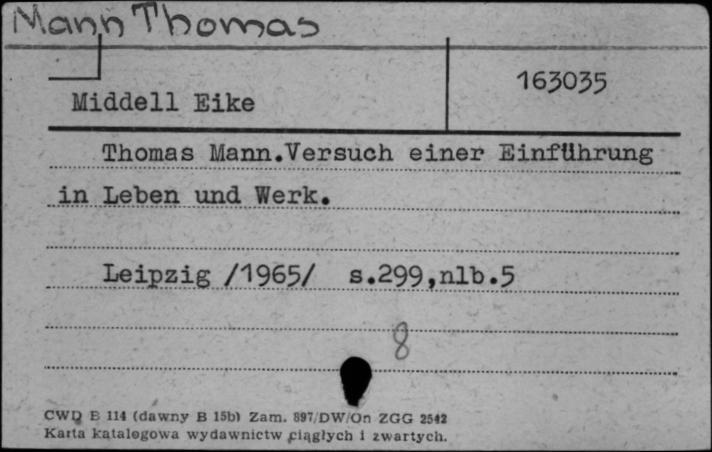 Mann Thomas
163035
Middell Eike
Thomas Mann.Versuch einer Einführung
in Leben und Werk.
Leipzig /1965/ s.299,nlb.5
8
CWD B 114 (dawny B 15b) Zam. 897/DW/On ZGG 2542
Karta katalogowa wydawnictw ciągłych i zwartych.